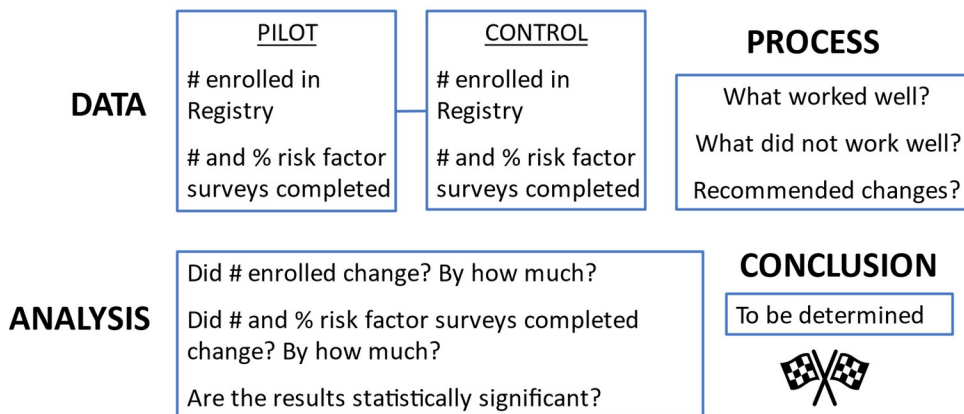 DATA
PILOT
# enrolled in
Registry
# and % risk factor
surveys completed
CONTROL
# enrolled in
Registry
# and % risk factor
surveys completed
PROCESS
What worked well?
What did not work well?
Recommended changes?
ANALYSIS
Did # enrolled change? By how much?
Did # and % risk factor surveys completed
change? By how much?
Are the results statistically significant?
CONCLUSION
To be determined